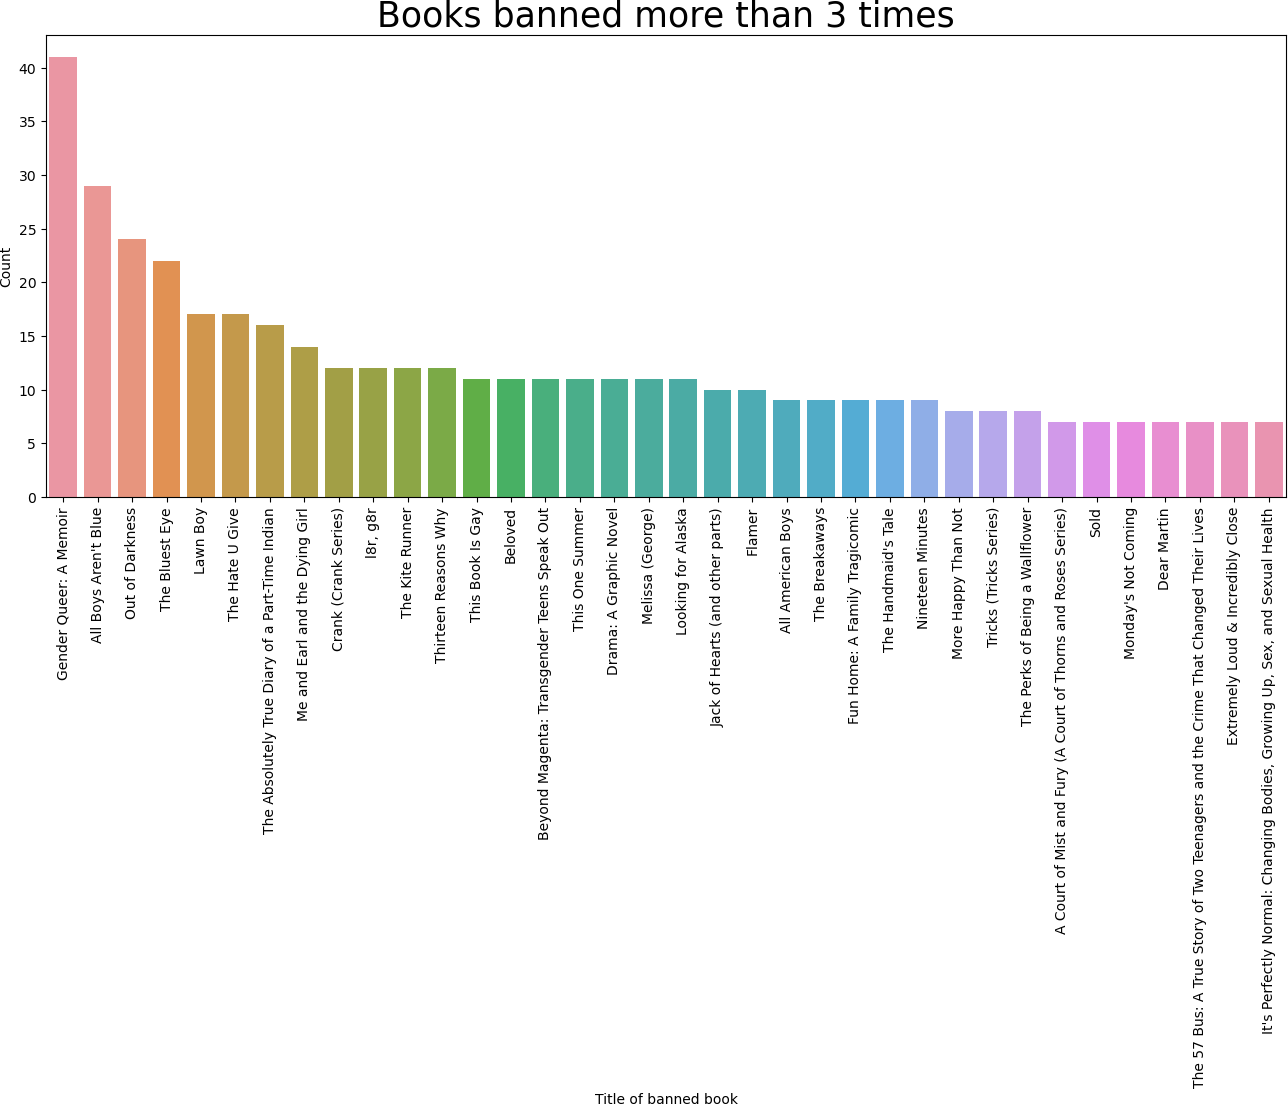 Books banned more than 3 times
Count
40
35
30
25
20
15
10
5
0
Gender Queer: A Memoir
All Boys Aren't Blue
Out of Darkness
The Bluest Eye
Lawn Boy
The Hate U Give
The Absolutely True Diary of a Part-Time Indian
Me and Earl and the Dying Girl
Crank (Crank Series)
l8r, g8r
The Kite Runner
Thirteen Reasons Why
This Book Is Gay
Beloved
Beyond Magenta: Transgender Teens Speak Out
This One Summer
Drama: A Graphic Novel
Melissa (George)
Looking for Alaska
Jack of Hearts (and other parts)
Flamer
All American Boys
The Breakaways
Fun Home: A Family Tragicomic
The Handmaid's Tale
Nineteen Minutes
More Happy Than Not
Tricks (Tricks Series)
The Perks of Being a Wallflower
A Court of Mist and Fury (A Court of Thorns and Roses Series)
Sold
Monday's Not Coming
Dear Martin
The 57 Bus: A True Story of Two Teenagers and the Crime That Changed Their Lives
Extremely Loud & Incredibly Close
It's Perfectly Normal: Changing Bodies, Growing Up, Sex, and Sexual Health
Title of banned book